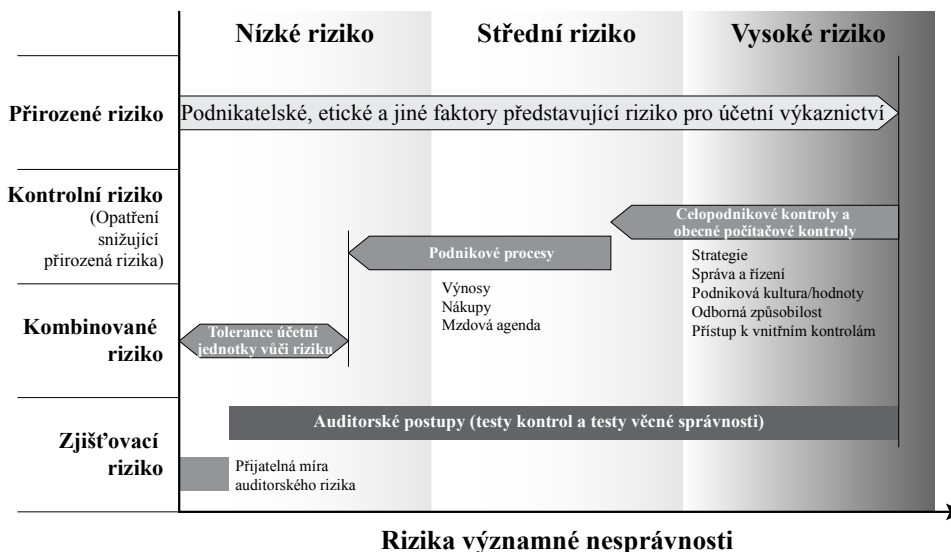 Nízké riziko
Střední riziko
Vysoké riziko
Přirozené riziko
Podnikatelské, etické a jiné faktory představující riziko pro účetní výkaznictví
Kontrolní riziko
(Opatření
snižující
přirozená rizika)
Celopodnikové kontroly a
obecné počítačové kontroly
Podnikové procesy
Strategie
Správa a řízení
Podniková kultura/hodnoty
Odborná způsobilost
Přístup k vnitřním kontrolám
Výnosy
Nákupy
Mzdová agenda
Kombinované
riziko
Tolerance účetní
jednotky vůči riziku
Zjišťovací
riziko
Auditorské postupy (testy kontrol a testy věcné správnosti)
Přijatelná míra
auditorského rizika
Rizika významné nesprávnosti